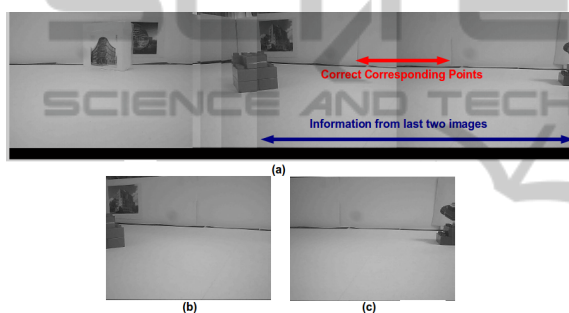 Correct Corresponding Points
SCIENCE AND TECH
Information from last two images
(a)
(b)
(c)